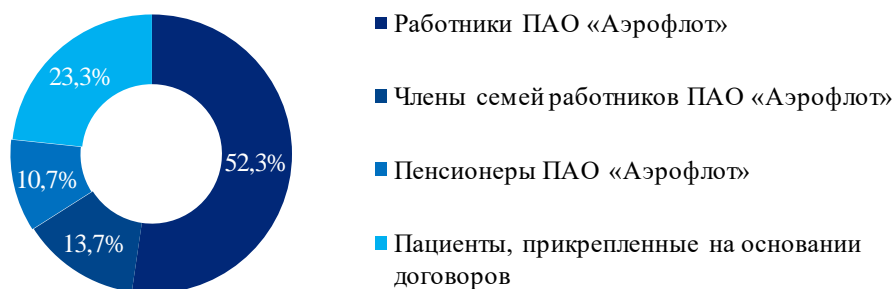 23,3%
10,7%
13,7%
52,3%
Работники ПАО «Аэрофлот»
Члены семей работников ПАО «Аэрофлот»
Пенсионеры ПАО «Аэрофлот»
Пациенты, прикрепленные на основании
договоров